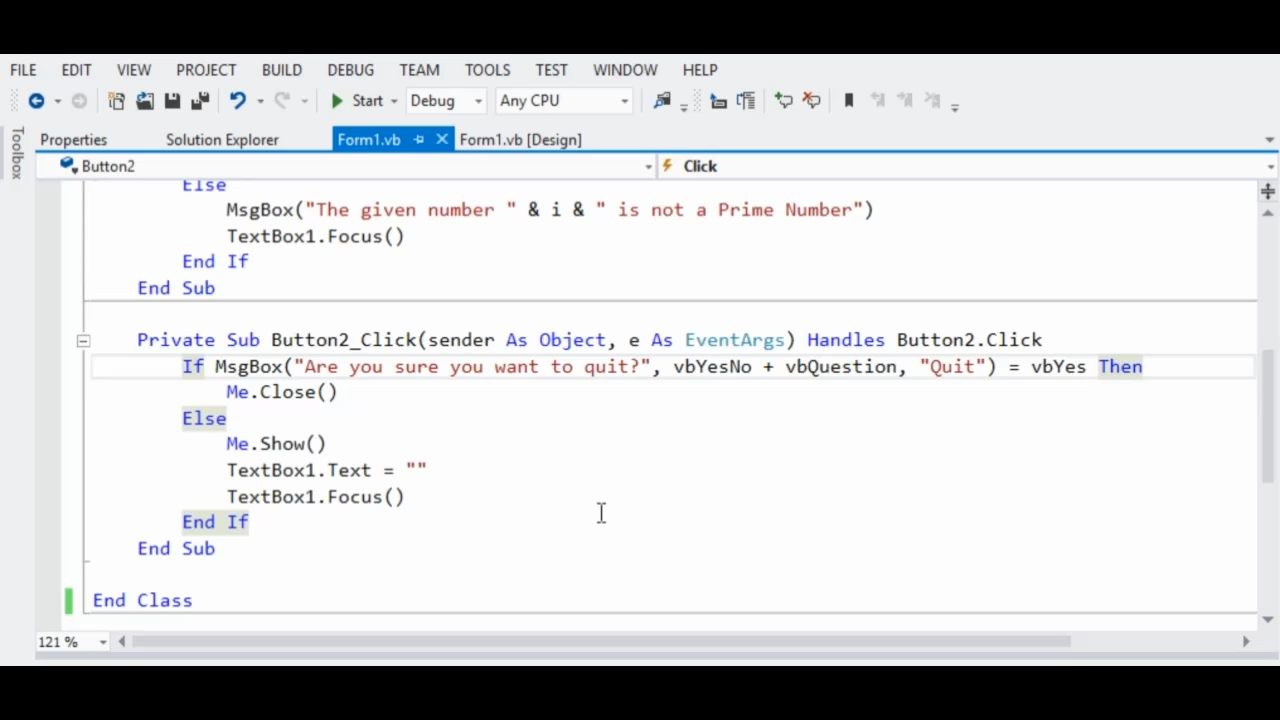 FILE EDIT VIEW PROJECT BUILD DEBUG TEAM TOOLS TEST WINDOW HELP
Start Debug Any CPU
Toolbox
Properties Solution Explorer Form1.vb Form1.vb [Design]
Button2 Click
Else
MsgBox("The given number " & i & " is not a Prime Number")
TextBox1.Focus()
End If
End Sub
Private Sub Button2_Click(sender As Object, e As EventArgs) Handles Button2.Click
If MsgBox("Are you sure you want to quit?", vbYesNo + vbQuestion, "Quit") = vbYes Then
Me.Close()
Else
Me.Show()
TextBox1.Text = ""
TextBox1.Focus()
End If
End Sub
End Class
121 %